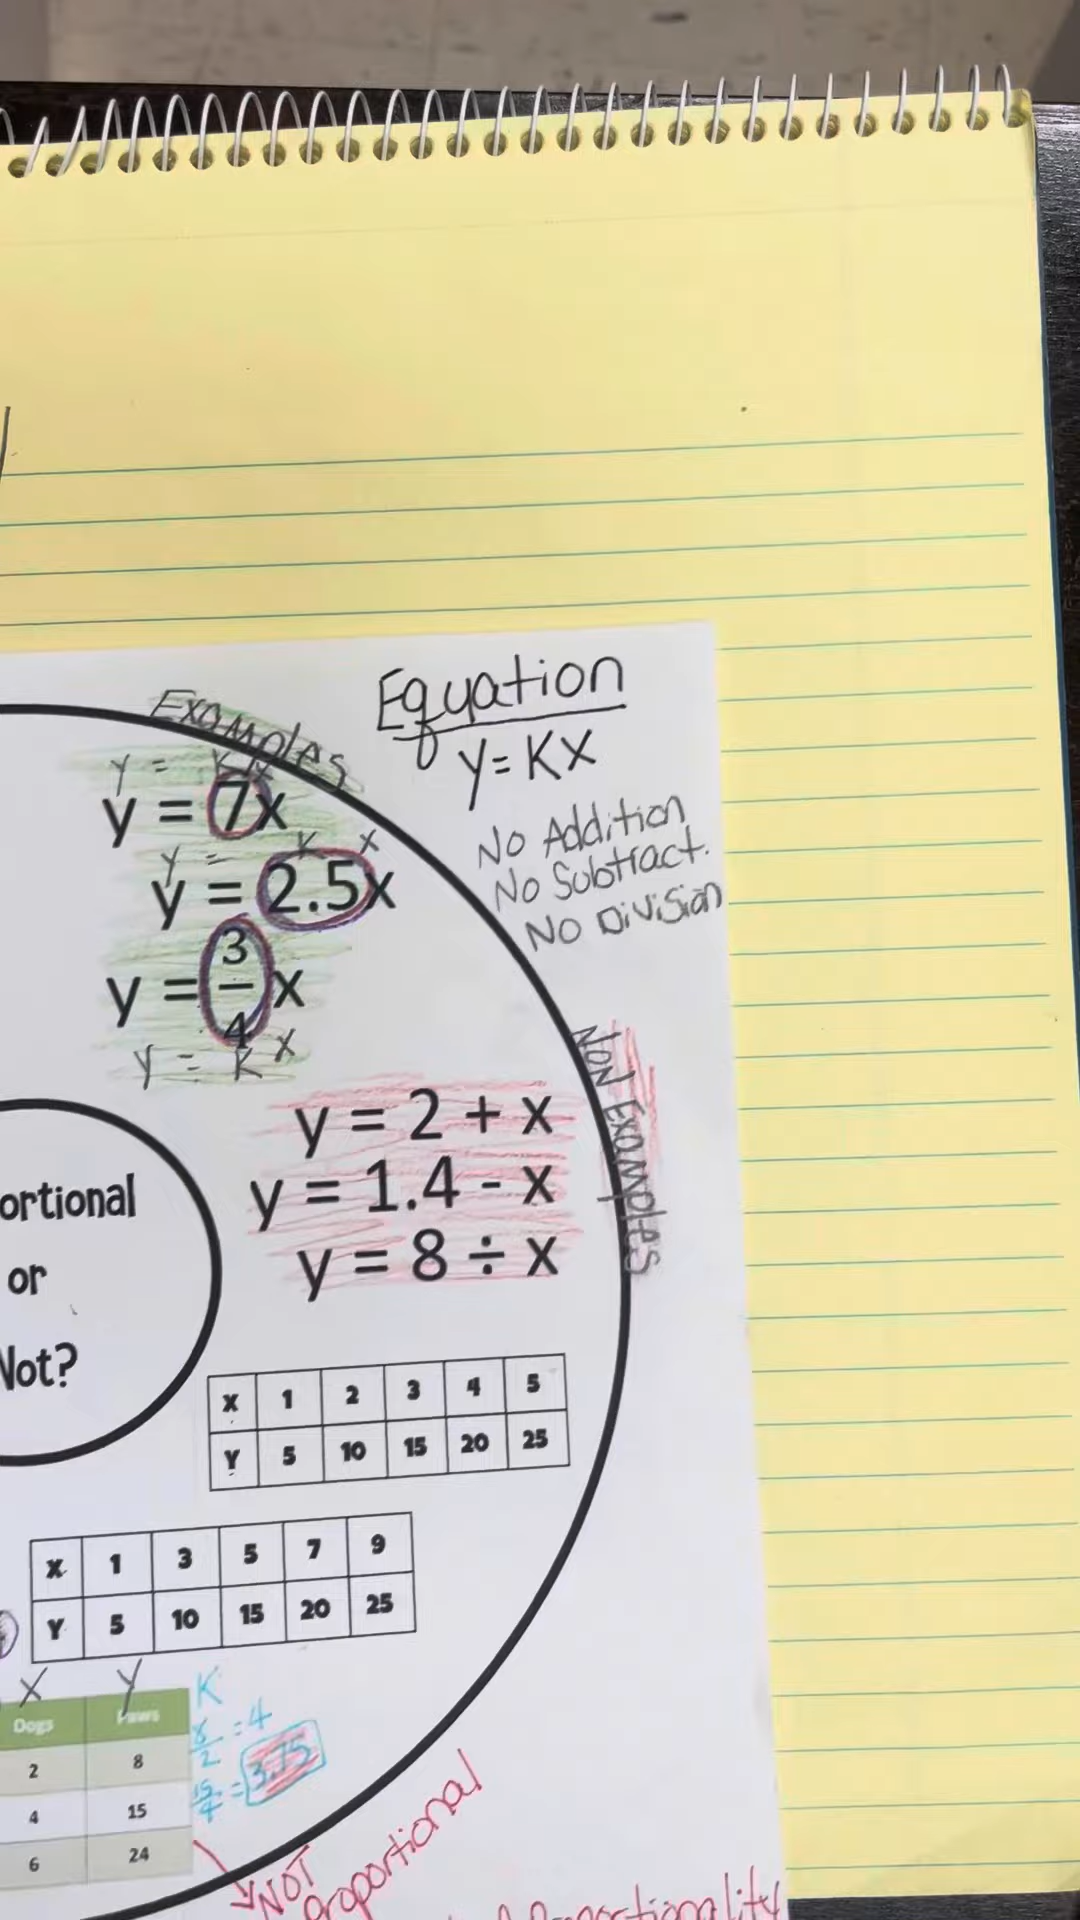 Equation
y = Kx
No Addition
No Subtract.
No Division
Examples
y = K x
y = 7x
y = K x
y = 2.5x
y = 3/4 x
y = K x
Non Examples
y = 2 + x
y = 1.4 - x
y = 8 ÷ x
ortional
or
Not?
X 1 2 3 4 5
Y 5 10 15 20 25
X 1 3 5 7 9
Y 5 10 15 20 25
X Y
Dogs Paws
2 8
4 15
6 24
K
8/2 = 4
15/4 = 3.75
NOT
proportional
Proportionality